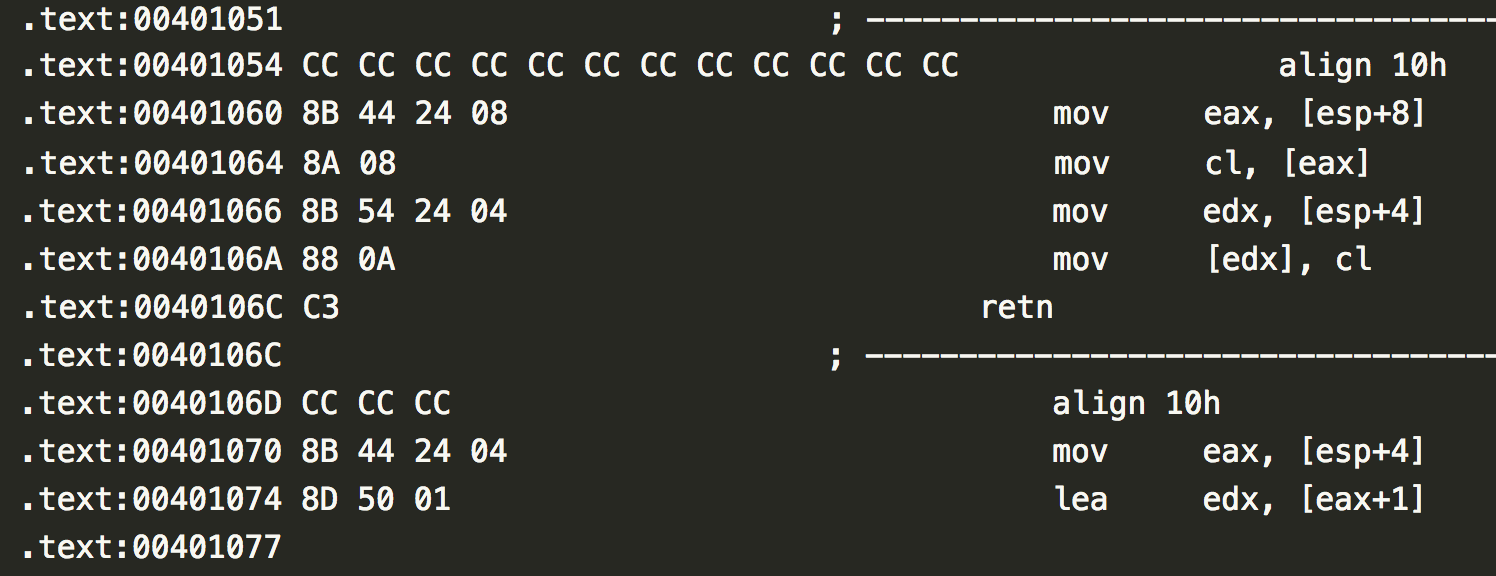 .text:00401051 ; ----------------------------------
.text:00401054 CC CC CC CC CC CC CC CC CC CC CC CC align 10h
.text:00401060 8B 44 24 08 mov eax, [esp+8]
.text:00401064 8A 08 mov cl, [eax]
.text:00401066 8B 54 24 04 mov edx, [esp+4]
.text:0040106A 88 0A mov [edx], cl
.text:0040106C C3 retn
.text:0040106C ; ----------------------------------
.text:0040106D CC CC CC align 10h
.text:00401070 8B 44 24 04 mov eax, [esp+4]
.text:00401074 8D 50 01 lea edx, [eax+1]
.text:00401077